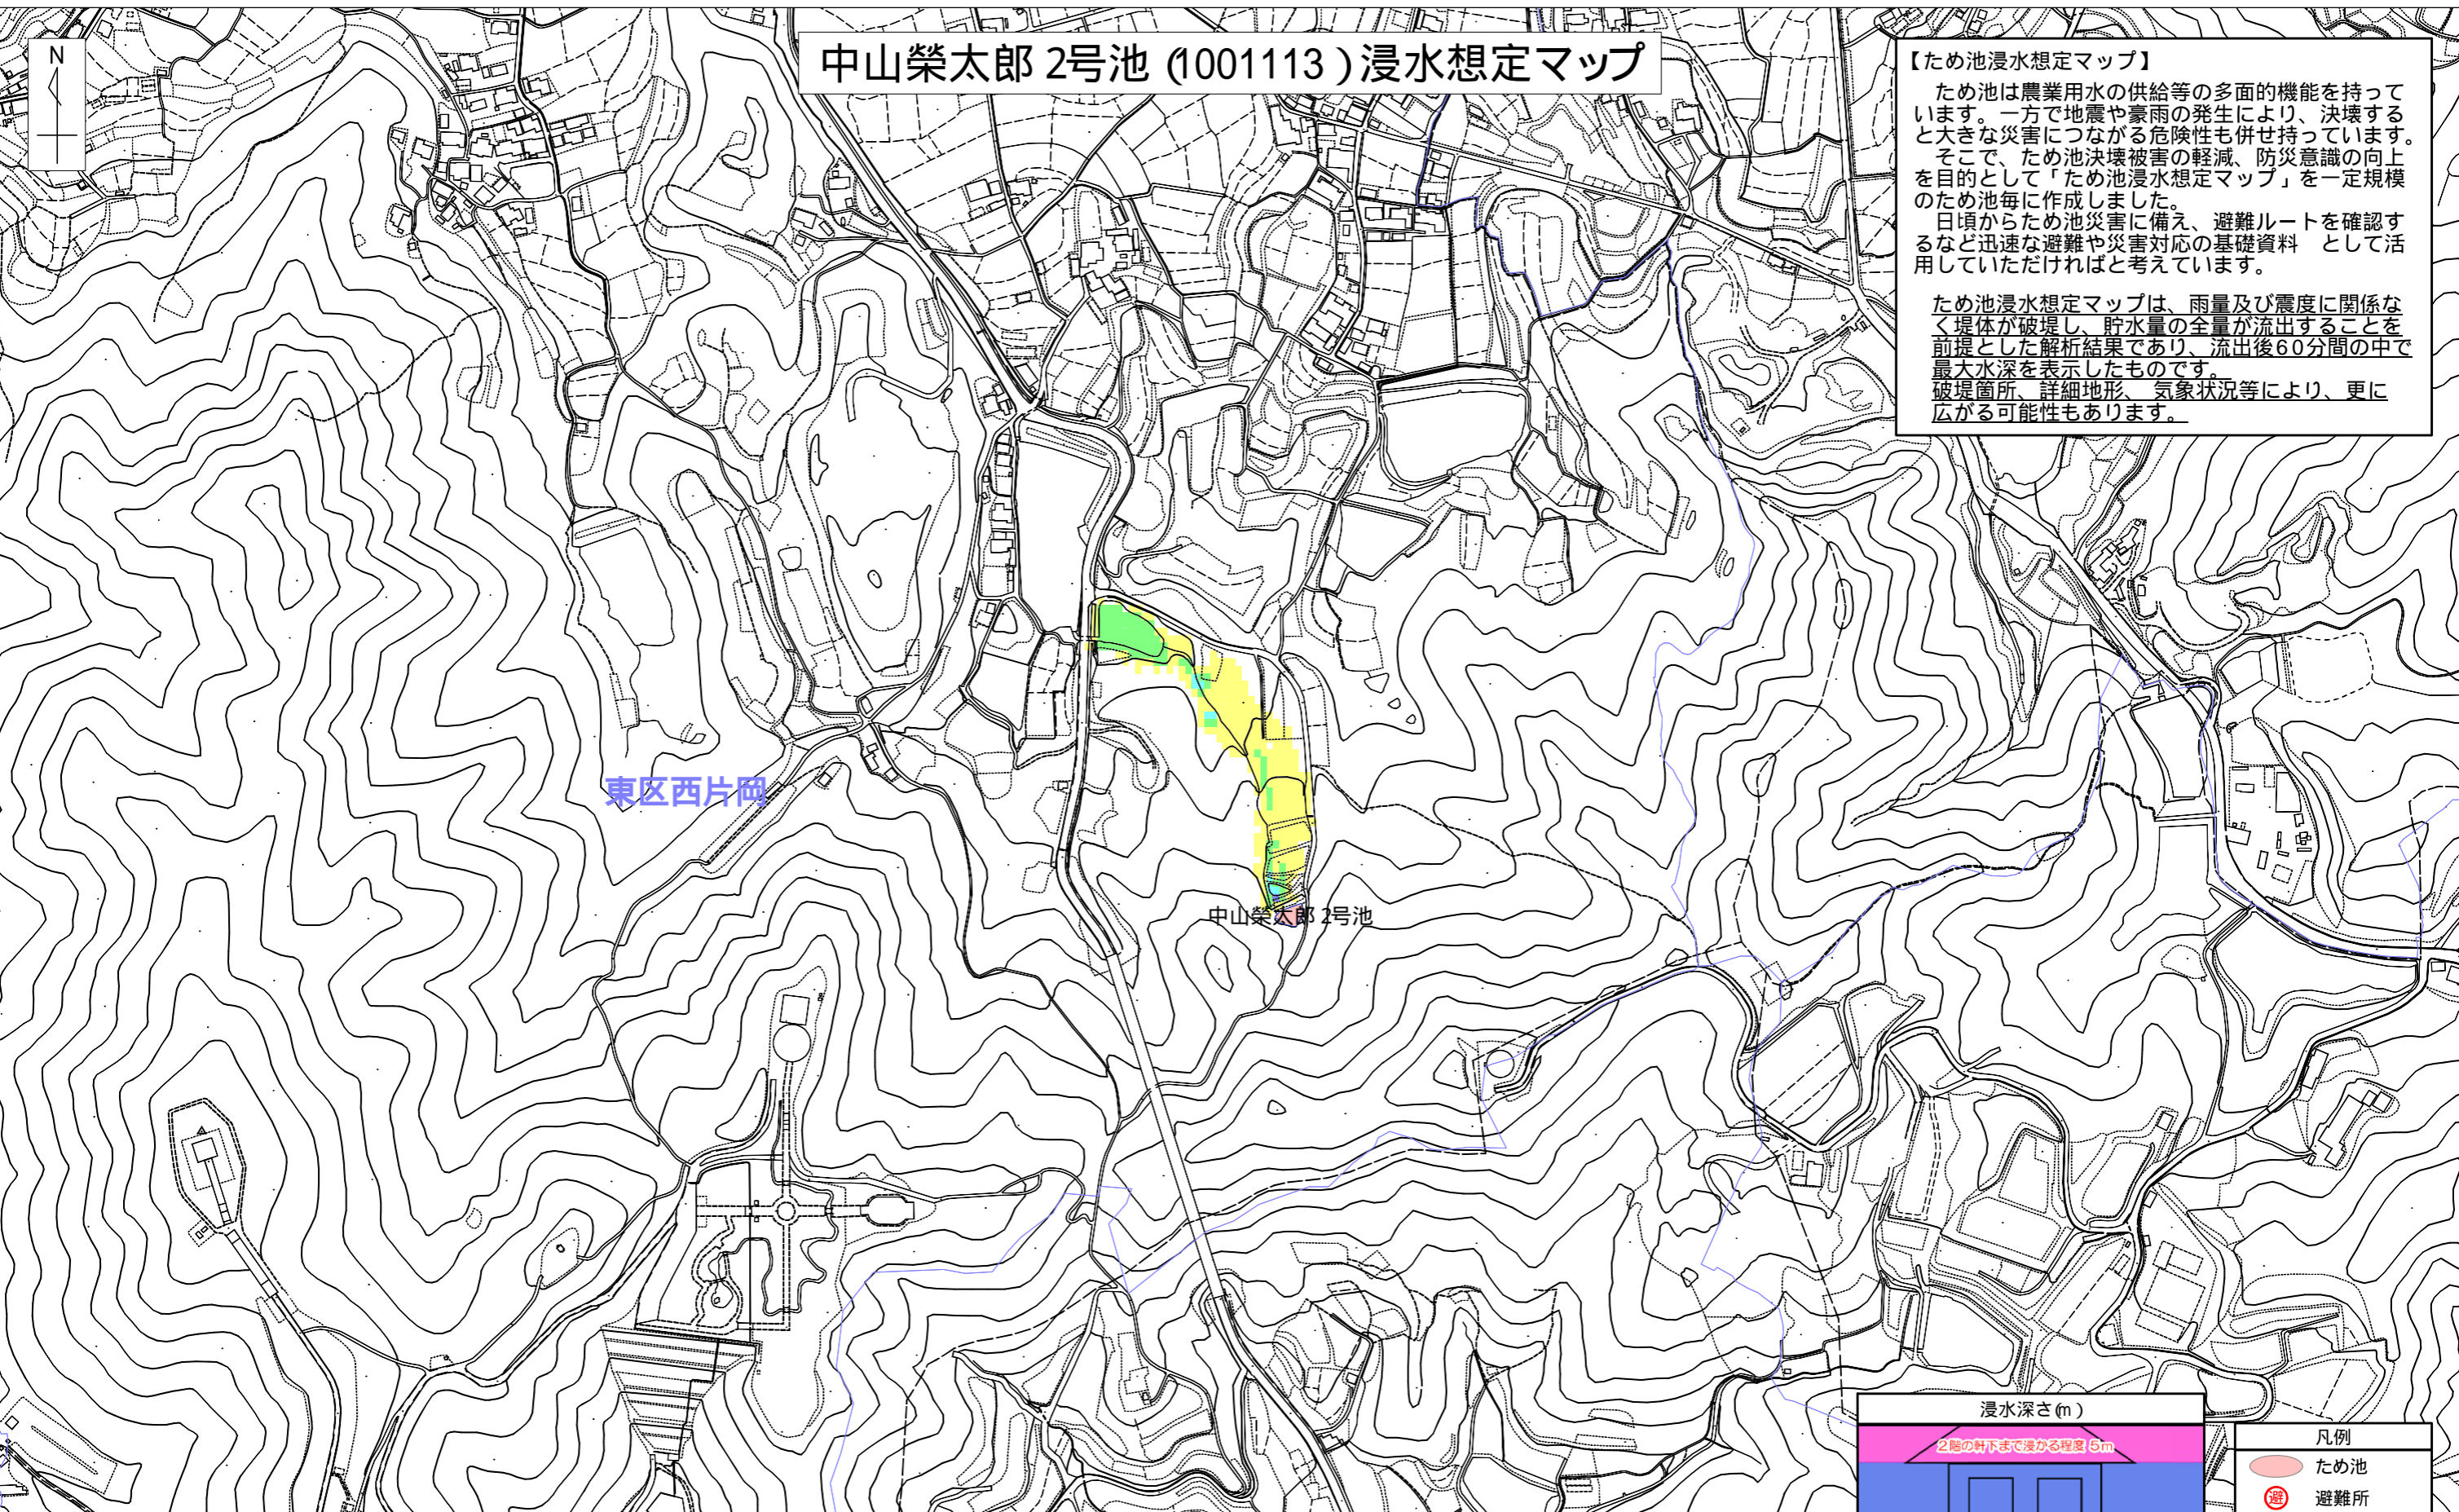 N
中山榮太郎2号池(1001113)浸水想定マップ
【ため池浸水想定マップ】
ため池は農業用水の供給等の多面的機能を持って
います。一方で地震や豪雨の発生により、決壊する
と大きな災害につながる危険性も併せ持っています。
そこで、ため池決壊被害の軽減、防災意識の向上
を目的として「ため池浸水想定マップ」を一定規模
のため池毎に作成しました。
日頃からため池災害に備え、避難ルートを確認す
るなど迅速な避難や災害対応の基礎資料　として活
用していただければと考えています。
ため池浸水想定マップは、雨量及び震度に関係な
く堤体が破堤し、貯水量の全量が流出することを
前提とした解析結果であり、流出後60分間の中で
最大水深を表示したものです。
破堤箇所、詳細地形、気象状況等により、更に
広がる可能性もあります。
東区西片岡
中山榮太郎2号池
浸水深さ(m)
2階の軒下まで浸かる程度 5m
凡例
ため池
避 避難所